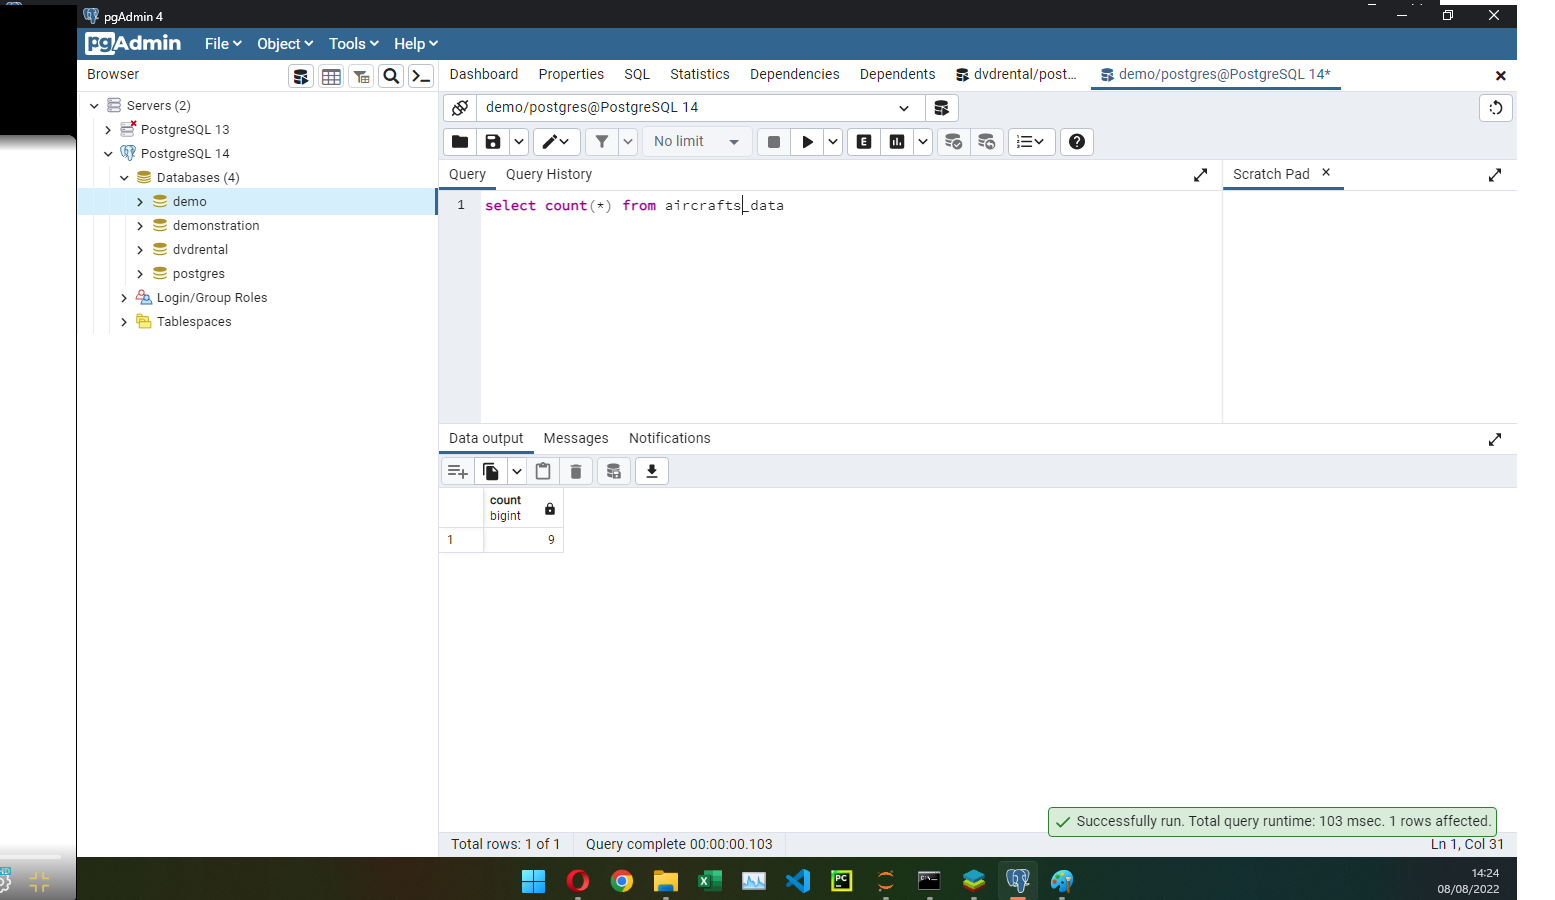 pgAdmin 4
pgAdmin File Object Tools Help
Browser
Dashboard Properties SQL Statistics Dependencies Dependents dvdrental/post... demo/postgres@PostgreSQL 14*
Servers (2)
PostgreSQL 13
PostgreSQL 14
Databases (4)
demo
demonstration
dvdrental
postgres
Login/Group Roles
Tablespaces
demo/postgres@PostgreSQL 14
No limit
E
Query Query History
Scratch Pad
1 select count(*) from aircrafts_data
Data output Messages Notifications
count
bigint
1 9
Successfully run. Total query runtime: 103 msec. 1 rows affected.
Total rows: 1 of 1 Query complete 00:00:00.103 Ln 1, Col 31
HD
PC
14:24
08/08/2022